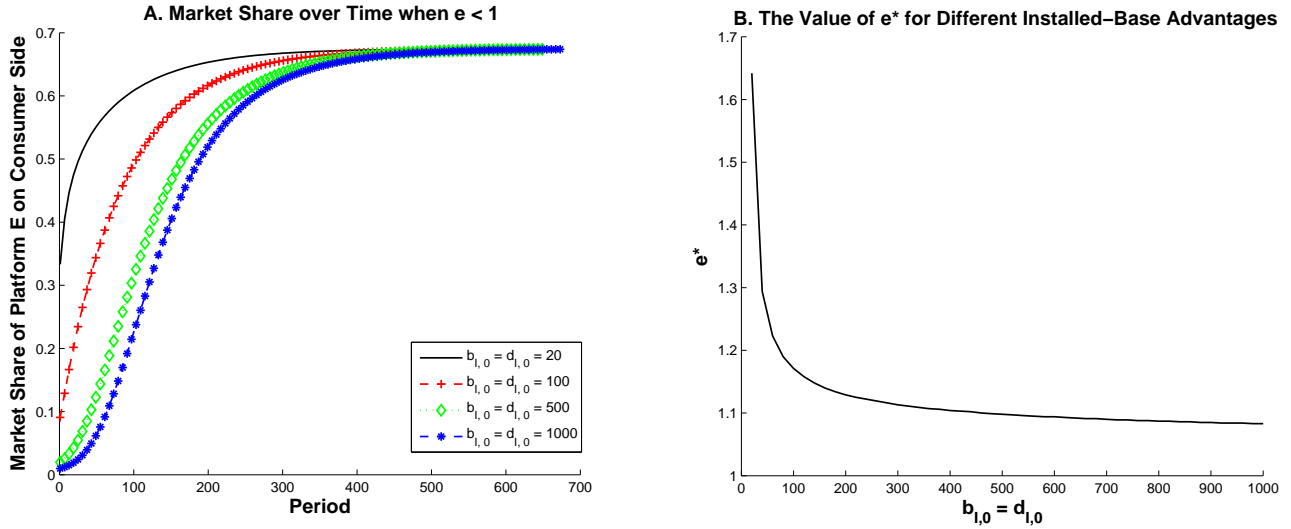 A. Market Share over Time when e < 1
Market Share of Platform E on Consumer Side
0.7
0.6
0.5
0.4
0.3
0.2
0.1
0
0 100 200 300 400 500 600 700
Period
b_{I, 0} = d_{I, 0} = 20
b_{I, 0} = d_{I, 0} = 100
b_{I, 0} = d_{I, 0} = 500
b_{I, 0} = d_{I, 0} = 1000
B. The Value of e* for Different Installed−Base Advantages
e*
1.7
1.6
1.5
1.4
1.3
1.2
1.1
1
0 100 200 300 400 500 600 700 800 900 1000
b_{I,0} = d_{I,0}